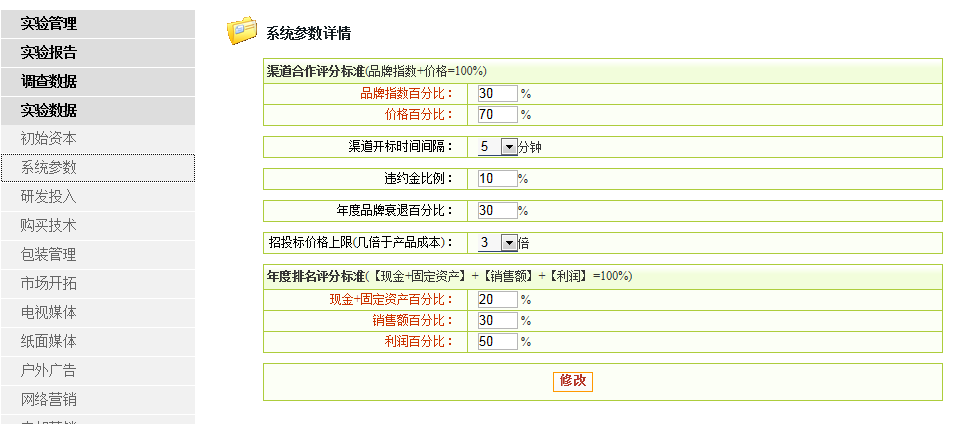 实验管理
实验报告
调查数据
实验数据
初始资本
系统参数
研发投入
购买技术
包装管理
市场开拓
电视媒体
纸面媒体
户外广告
网络营销
系统参数详情
渠道合作评分标准(品牌指数+价格=100%)
品牌指数百分比： 30 %
价格百分比： 70 %
渠道开标时间间隔： 5 分钟
违约金比例： 10 %
年度品牌衰退百分比： 30 %
招投标价格上限(几倍于产品成本)： 3 倍
年度排名评分标准(【现金+固定资产】+【销售额】+【利润】=100%)
现金+固定资产百分比： 20 %
销售额百分比： 30 %
利润百分比： 50 %
修改